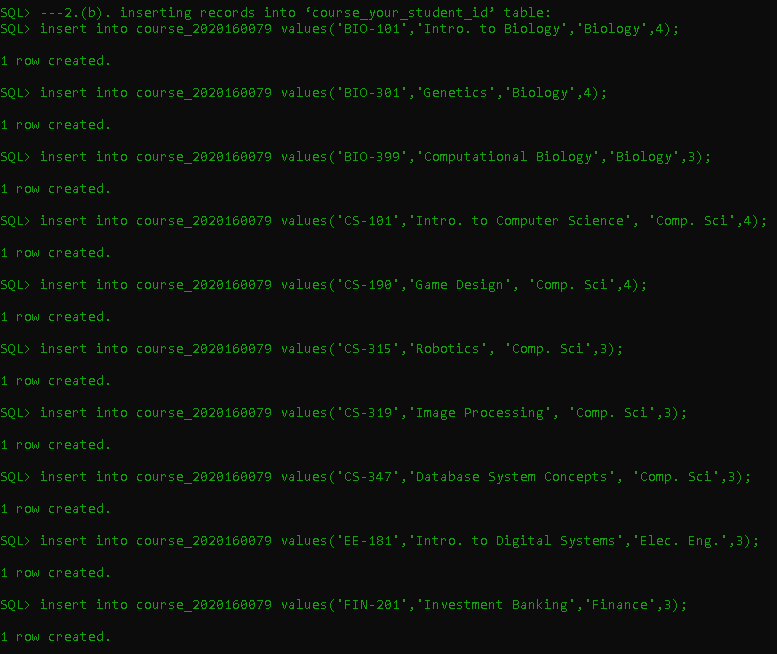 SQL> ---2.(b). inserting records into ‘course_your_student_id’ table:
SQL> insert into course_2020160079 values('BIO-101','Intro. to Biology','Biology',4);
1 row created.
SQL> insert into course_2020160079 values('BIO-301','Genetics','Biology',4);
1 row created.
SQL> insert into course_2020160079 values('BIO-399','Computational Biology','Biology',3);
1 row created.
SQL> insert into course_2020160079 values('CS-101','Intro. to Computer Science', 'Comp. Sci',4);
1 row created.
SQL> insert into course_2020160079 values('CS-190','Game Design', 'Comp. Sci',4);
1 row created.
SQL> insert into course_2020160079 values('CS-315','Robotics', 'Comp. Sci',3);
1 row created.
SQL> insert into course_2020160079 values('CS-319','Image Processing', 'Comp. Sci',3);
1 row created.
SQL> insert into course_2020160079 values('CS-347','Database System Concepts', 'Comp. Sci',3);
1 row created.
SQL> insert into course_2020160079 values('EE-181','Intro. to Digital Systems','Elec. Eng.',3);
1 row created.
SQL> insert into course_2020160079 values('FIN-201','Investment Banking','Finance',3);
1 row created.